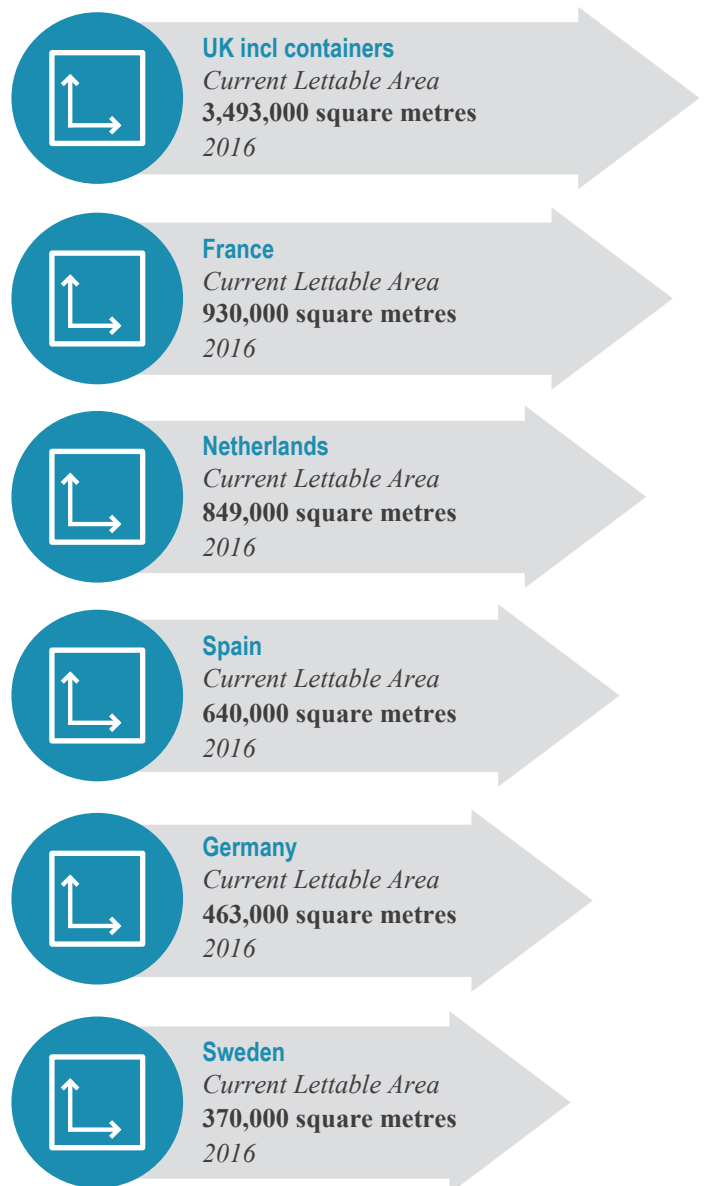 UK incl containers
Current Lettable Area
3,493,000 square metres
2016
France
Current Lettable Area
930,000 square metres
2016
Netherlands
Current Lettable Area
849,000 square metres
2016
Spain
Current Lettable Area
640,000 square metres
2016
Germany
Current Lettable Area
463,000 square metres
2016
Sweden
Current Lettable Area
370,000 square metres
2016